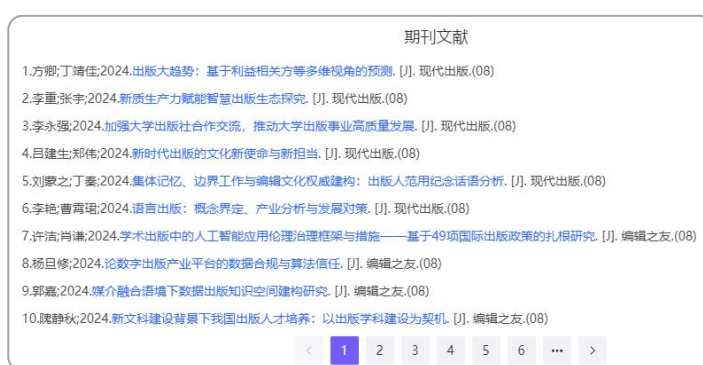 期刊文献
1.方卿;丁靖佳;2024.出版大趋势：基于利益相关方等多维视角的预测. [J]. 现代出版.(08)
2.李重;张宇;2024.新质生产力赋能智慧出版生态探究. [J]. 现代出版.(08)
3.李永强;2024.加强大学出版社合作交流，推动大学出版事业高质量发展. [J]. 现代出版.(08)
4.吕建生;郑伟;2024.新时代出版的文化新使命与新担当. [J]. 现代出版.(08)
5.刘蒙之;丁蓁;2024.集体记忆、边界工作与编辑文化权威建构：出版人范用纪念话语分析. [J]. 现代出版.(08)
6.李艳;曹霄珺;2024.语言出版：概念界定、产业分析与发展对策. [J]. 现代出版.(08)
7.许洁;肖谦;2024.学术出版中的人工智能应用伦理治理框架与措施——基于49项国际出版政策的扎根研究. [J]. 编辑之友.(08)
8.杨旦修;2024.论数字出版产业平台的数据合规与算法信任. [J]. 编辑之友.(08)
9.郭嘉;2024.媒介融合语境下数据出版知识空间建构研究. [J]. 编辑之友.(08)
10.隗静秋;2024.新文科建设背景下我国出版人才培养：以出版学科建设为契机. [J]. 编辑之友.(08)
< 1 2 3 4 5 6 ••• >